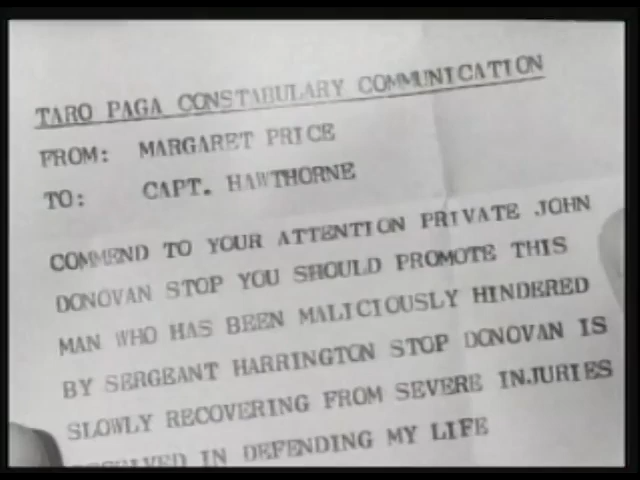 TARO PAGA CONSTABULARY COMMUNICATION
FROM: MARGARET PRICE
TO: CAPT. HAWTHORNE
COMMEND TO YOUR ATTENTION PRIVATE JOHN
DONOVAN STOP YOU SHOULD PROMOTE THIS
MAN WHO HAS BEEN MALICIOUSLY HINDERED
BY SERGEANT HARRINGTON STOP DONOVAN IS
SLOWLY RECOVERING FROM SEVERE INJURIES
RECEIVED IN DEFENDING MY LIFE